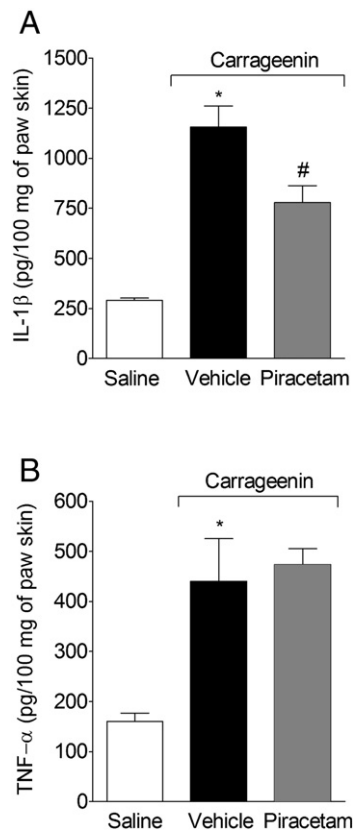 A
Carrageenin
IL-1β (pg/100 mg of paw skin)
1500
1250
1000
750
500
250
0
*
#
Saline Vehicle Piracetam
B
Carrageenin
TNF–α (pg/100 mg of paw skin)
600
500
400
300
200
100
0
*
Saline Vehicle Piracetam